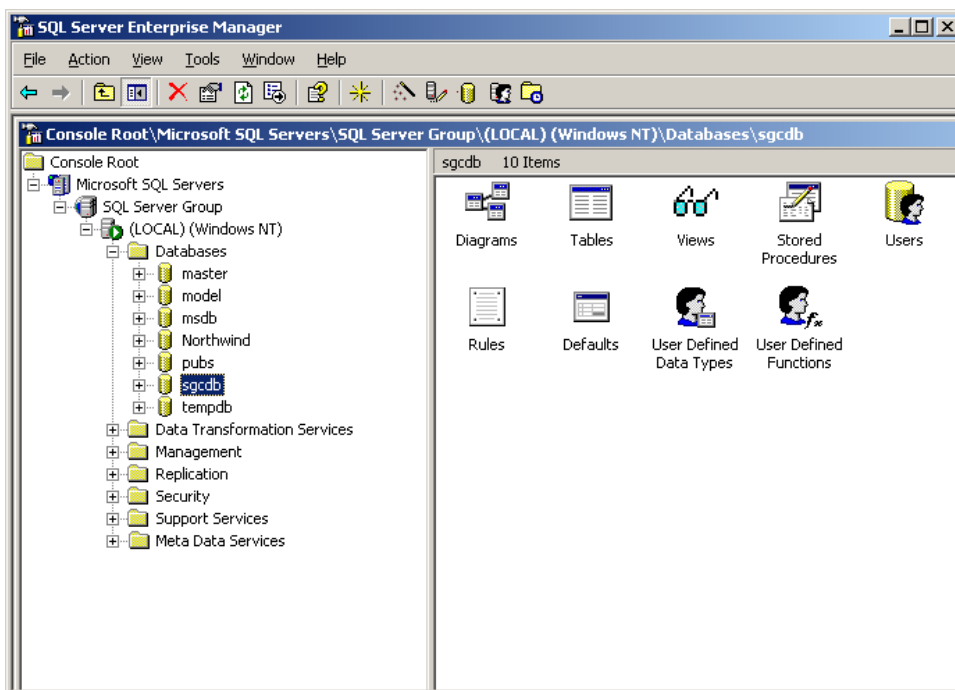 SQL Server Enterprise Manager
File Action View Tools Window Help
Console Root\Microsoft SQL Servers\SQL Server Group\(LOCAL) (Windows NT)\Databases\sgcdb
Console Root
Microsoft SQL Servers
SQL Server Group
(LOCAL) (Windows NT)
Databases
master
model
msdb
Northwind
pubs
sgcdb
tempdb
Data Transformation Services
Management
Replication
Security
Support Services
Meta Data Services
sgcdb 10 Items
Diagrams
Tables
Views
Stored
Procedures
Users
Rules
Defaults
User Defined
Data Types
User Defined
Functions